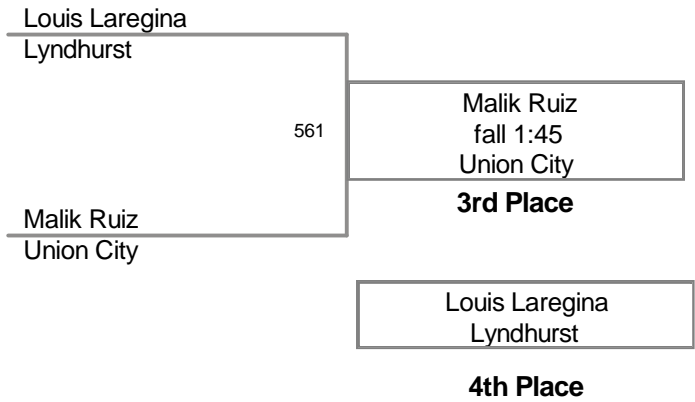 Louis Laregina
Lyndhurst
561
Malik Ruiz
fall 1:45
Union City
3rd Place
Malik Ruiz
Union City
Louis Laregina
Lyndhurst
4th Place